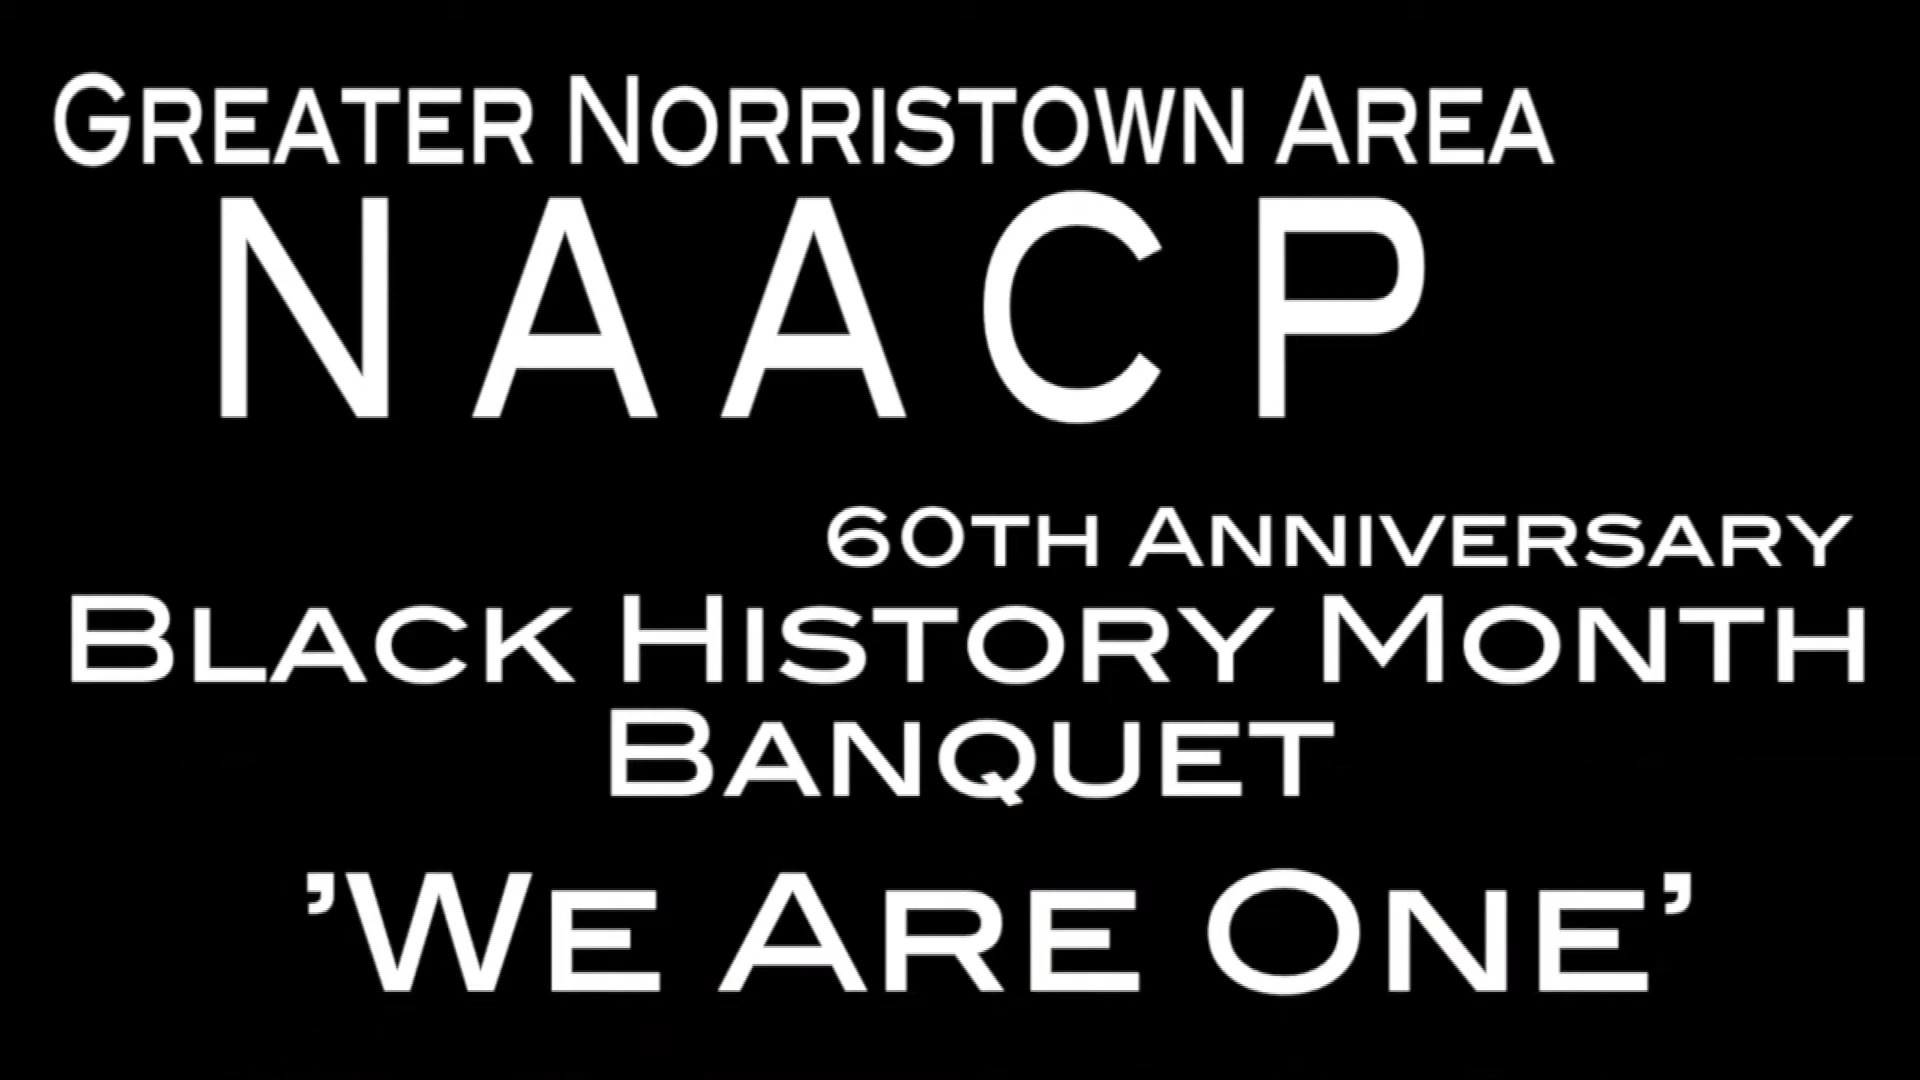 Greater Norristown Area
NAACP
60th Anniversary
Black History Month
Banquet
’We Are One’